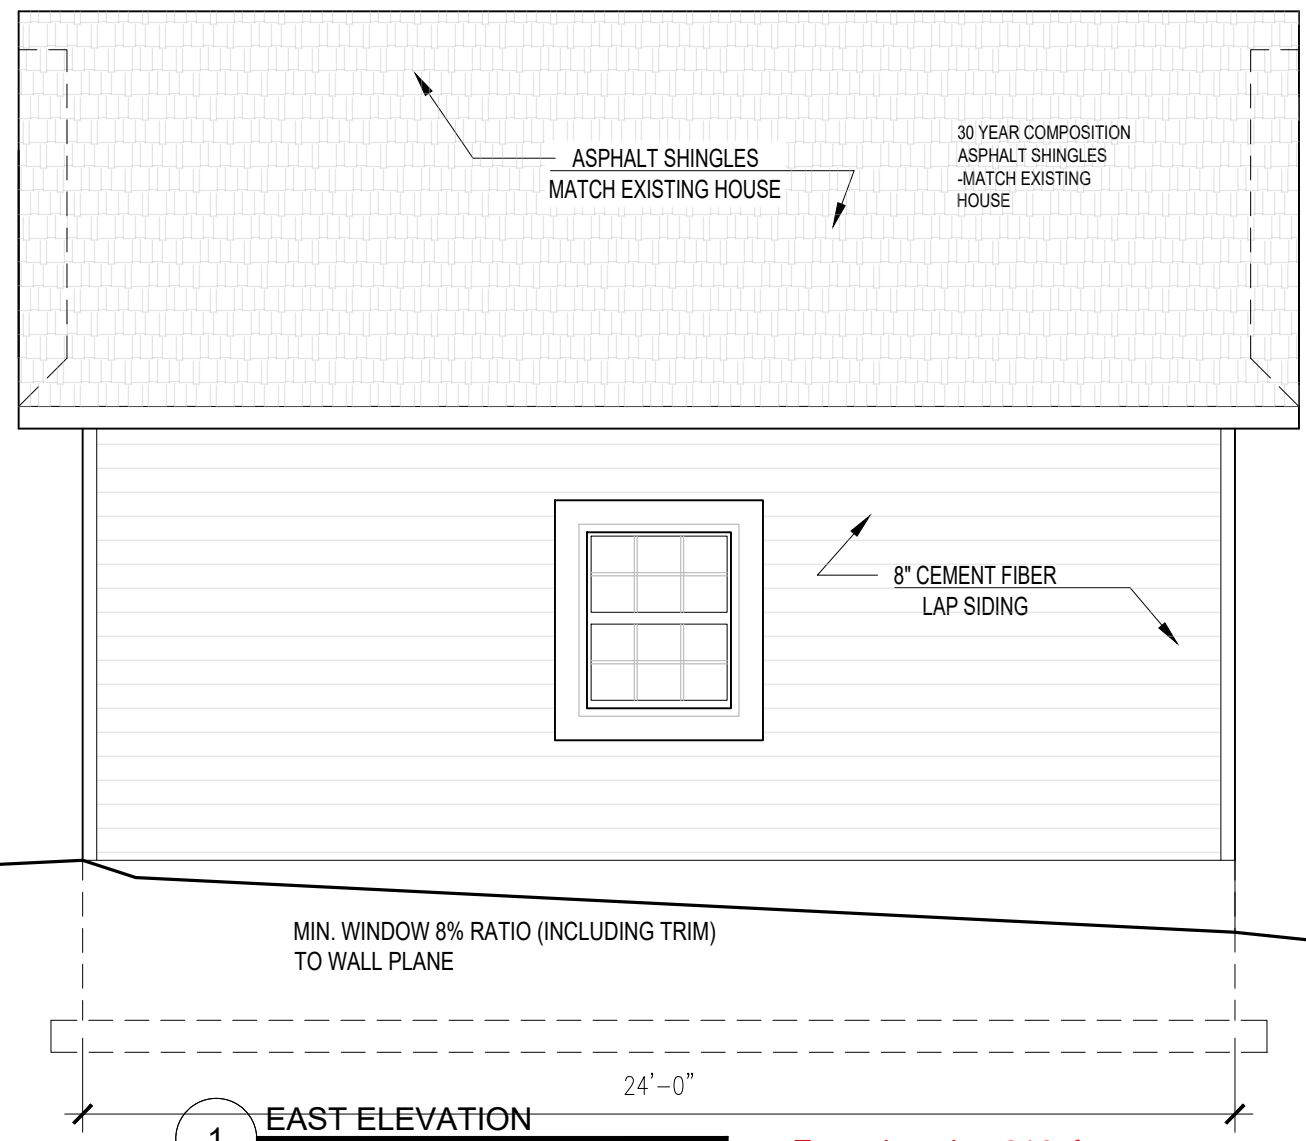 ASPHALT SHINGLES
MATCH EXISTING HOUSE
30 YEAR COMPOSITION
ASPHALT SHINGLES
-MATCH EXISTING
HOUSE
8" CEMENT FIBER
LAP SIDING
MIN. WINDOW 8% RATIO (INCLUDING TRIM)
TO WALL PLANE
24'-0"
1
EAST ELEVATION